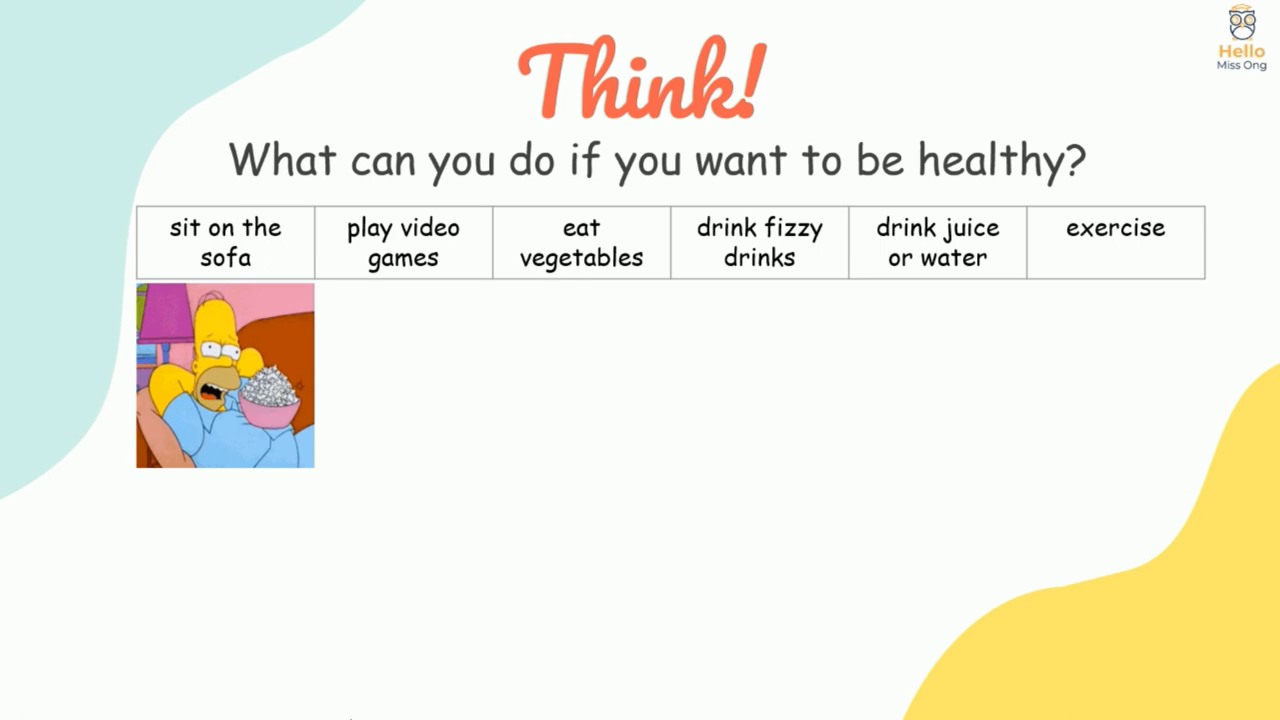 Hello
Miss Ong
Think!
What can you do if you want to be healthy?
sit on the
sofa
play video
games
eat
vegetables
drink fizzy
drinks
drink juice
or water
exercise